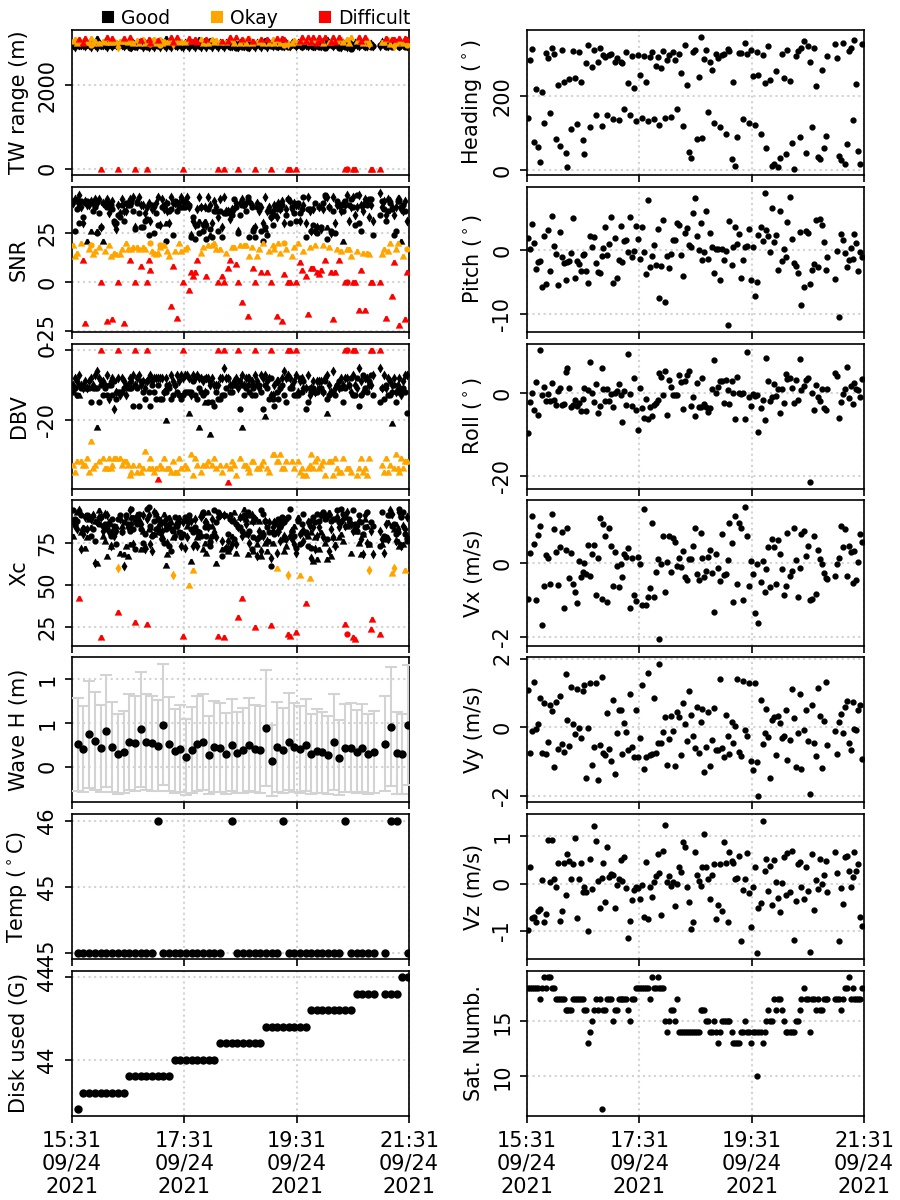 Good Okay Difficult
TW range (m)
2000
0
Heading (°)
200
0
SNR
25
0
-25
Pitch (°)
0
-10
DBV
0
-20
Roll (°)
0
-20
Xc
75
50
25
Vx (m/s)
0
-2
Wave H (m)
1
1
0
Vy (m/s)
2
0
-2
Temp (°C)
46
45
45
Vz (m/s)
1
0
-1
Disk used (G)
44
44
Sat. Numb.
15
10
15:31 17:31 19:31 21:31 15:31 17:31 19:31 21:31
09/24 09/24 09/24 09/24 09/24 09/24 09/24 09/24
2021 2021 2021 2021 2021 2021 2021 2021